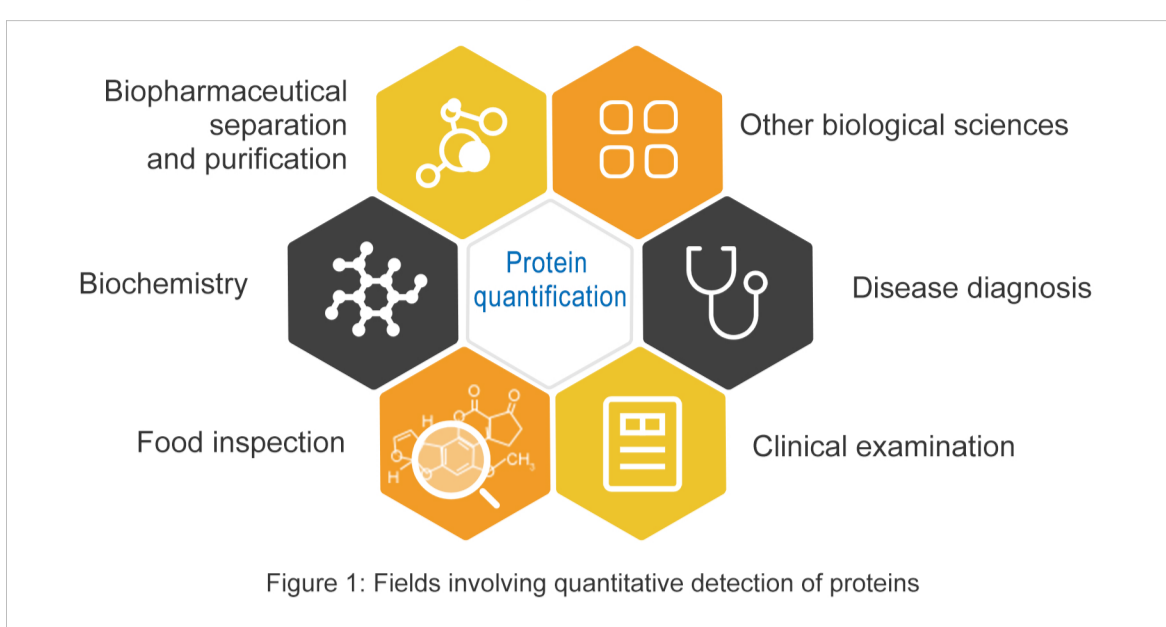 Biopharmaceutical
separation
and purification
Other biological sciences
Biochemistry
Protein
quantification
Disease diagnosis
Food inspection
O
O
O
H
O
O
CH3
H
O
Clinical examination
Figure 1: Fields involving quantitative detection of proteins